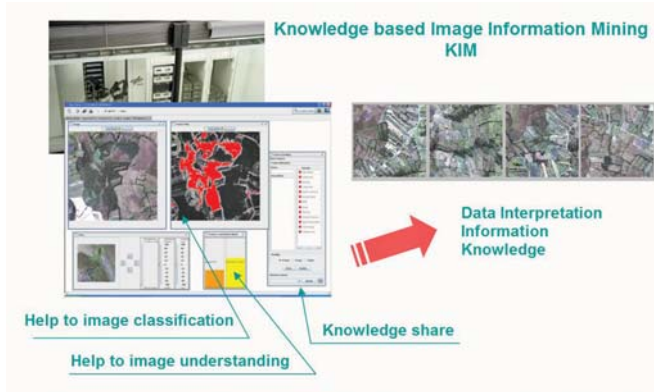 Knowledge based Image Information Mining
KIM
Data Interpretation
Information
Knowledge
Help to image classification
Knowledge share
Help to image understanding